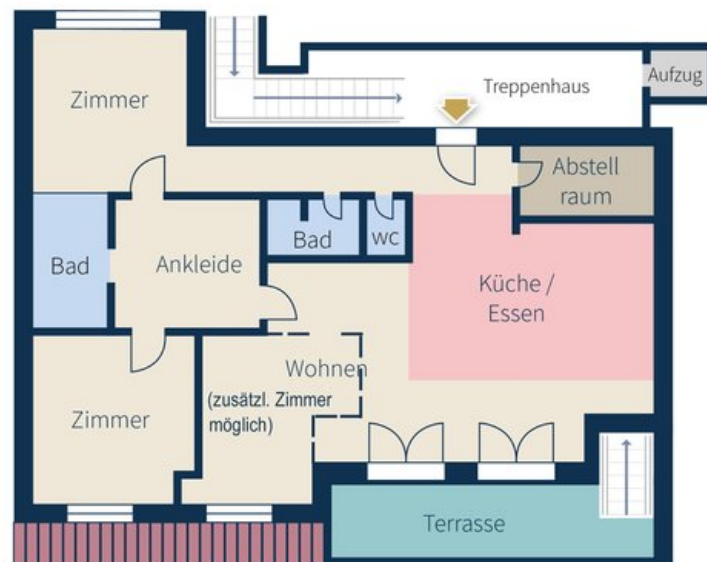 Zimmer
Treppenhaus
Aufzug
Abstell
raum
Bad
Ankleide
Bad
WC
Küche /
Essen
Wohnen
(zusätzl. Zimmer
möglich)
Zimmer
Terrasse